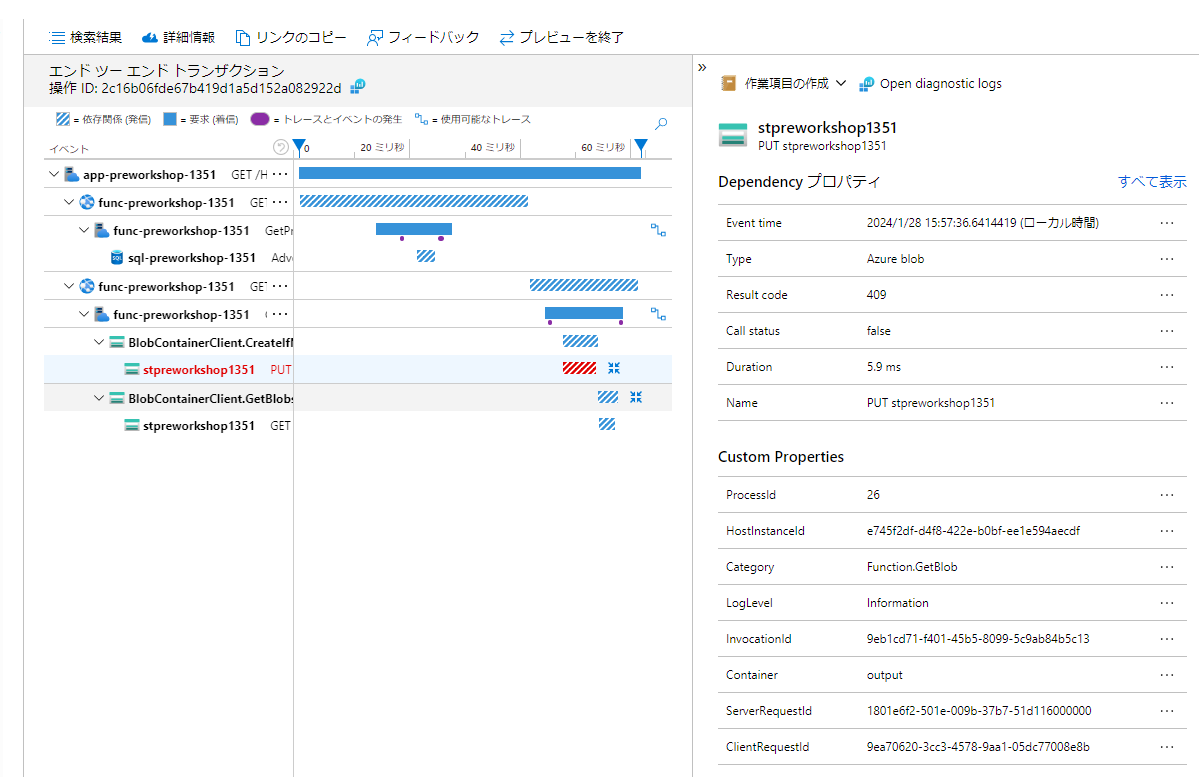 検索結果 詳細情報 リンクのコピー フィードバック プレビューを終了
エンド ツー エンド トランザクション
操作 ID: 2c16b06fde67b419d1a5d152a082922d
= 依存関係 (発信) = 要求 (着信) = トレースとイベントの発生 = 使用可能なトレース
イベント 0 20 ミリ秒 40 ミリ秒 60 ミリ秒
app-preworkshop-1351 GET /H ...
func-preworkshop-1351 GET ...
func-preworkshop-1351 GetPr
sql-preworkshop-1351 Adv
func-preworkshop-1351 GET ...
func-preworkshop-1351 ( ...
BlobContainerClient.CreateIfN
stpreworkshop1351 PUT
BlobContainerClient.GetBlobs
stpreworkshop1351 GET
»
作業項目の作成 Open diagnostic logs
stpreworkshop1351
PUT stpreworkshop1351
Dependency プロパティ すべて表示
Event time 2024/1/28 15:57:36.6414419 (ローカル時間) ...
Type Azure blob ...
Result code 409 ...
Call status false ...
Duration 5.9 ms ...
Name PUT stpreworkshop1351 ...
Custom Properties
ProcessId 26 ...
HostInstanceId e745f2df-d4f8-422e-b0bf-ee1e594aecdf ...
Category Function.GetBlob ...
LogLevel Information ...
InvocationId 9eb1cd71-f401-45b5-8099-5c9ab84b5c13 ...
Container output ...
ServerRequestId 1801e6f2-501e-009b-37b7-51d116000000 ...
ClientRequestId 9ea70620-3cc3-4578-9aa1-05dc77008e8b ...